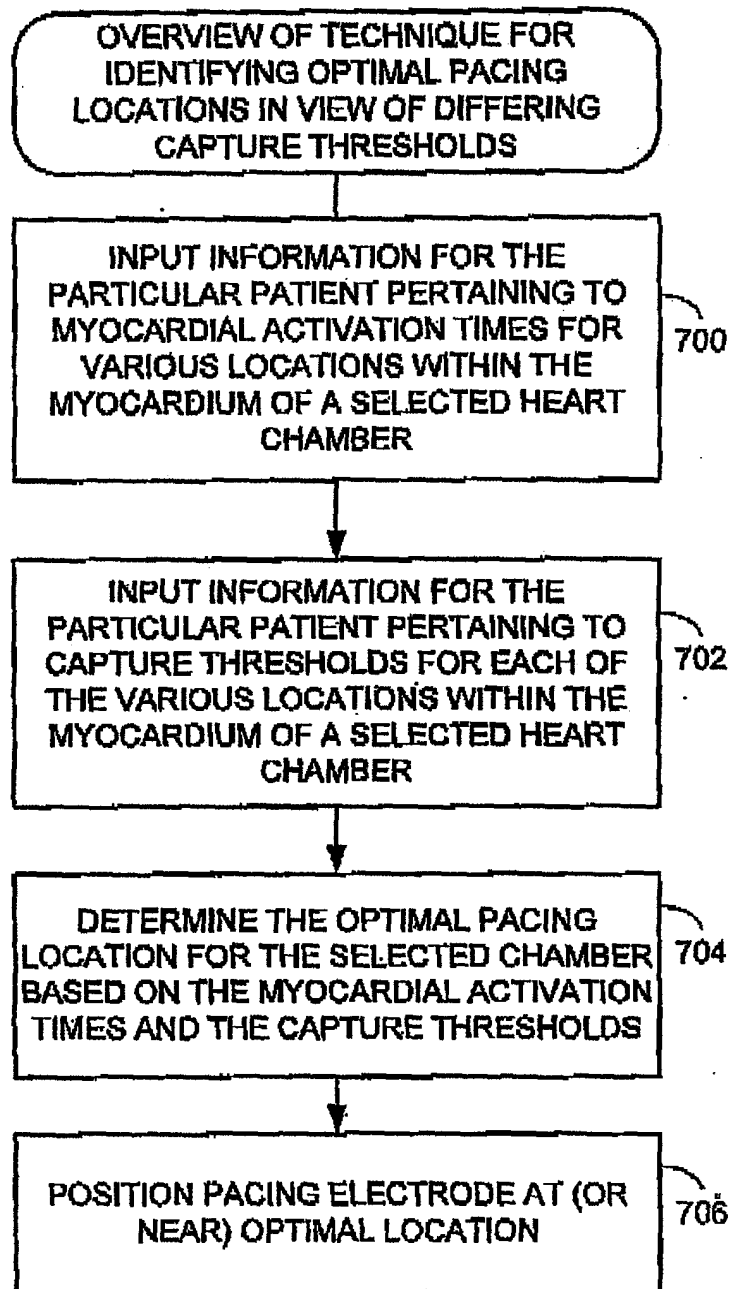 OVERVIEW OF TECHNIQUE FOR
IDENTIFYING OPTIMAL PACING
LOCATIONS IN VIEW OF DIFFERING
CAPTURE THRESHOLDS
INPUT INFORMATION FOR THE
PARTICULAR PATIENT PERTAINING TO
MYOCARDIAL ACTIVATION TIMES FOR
VARIOUS LOCATIONS WITHIN THE
MYOCARDIUM OF A SELECTED HEART
CHAMBER
700
INPUT INFORMATION FOR THE
PARTICULAR PATIENT PERTAINING TO
CAPTURE THRESHOLDS FOR EACH OF
THE VARIOUS LOCATIONS WITHIN THE
MYOCARDIUM OF A SELECTED HEART
CHAMBER
702
DETERMINE THE OPTIMAL PACING
LOCATION FOR THE SELECTED CHAMBER
BASED ON THE MYOCARDIAL ACTIVATION
TIMES AND THE CAPTURE THRESHOLDS
704
POSITION PACING ELECTRODE AT (OR
NEAR) OPTIMAL LOCATION
706